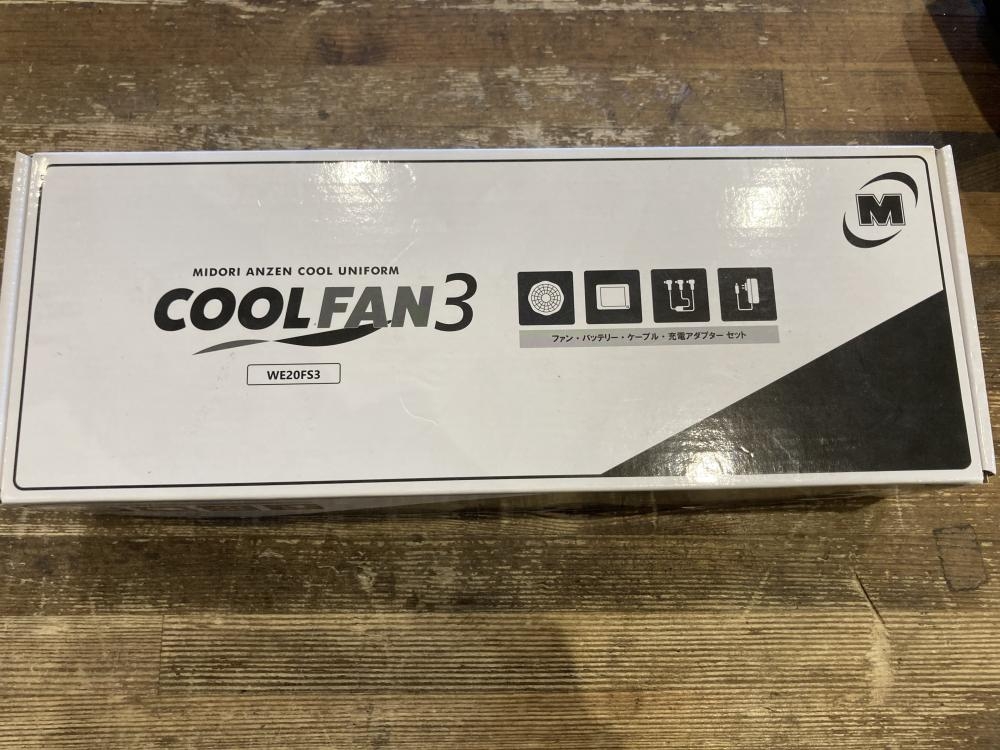 M
MIDORI ANZEN COOL UNIFORM
COOLFAN3
WE20FS3
ファン・バッテリー・ケーブル・充電アダプター セット